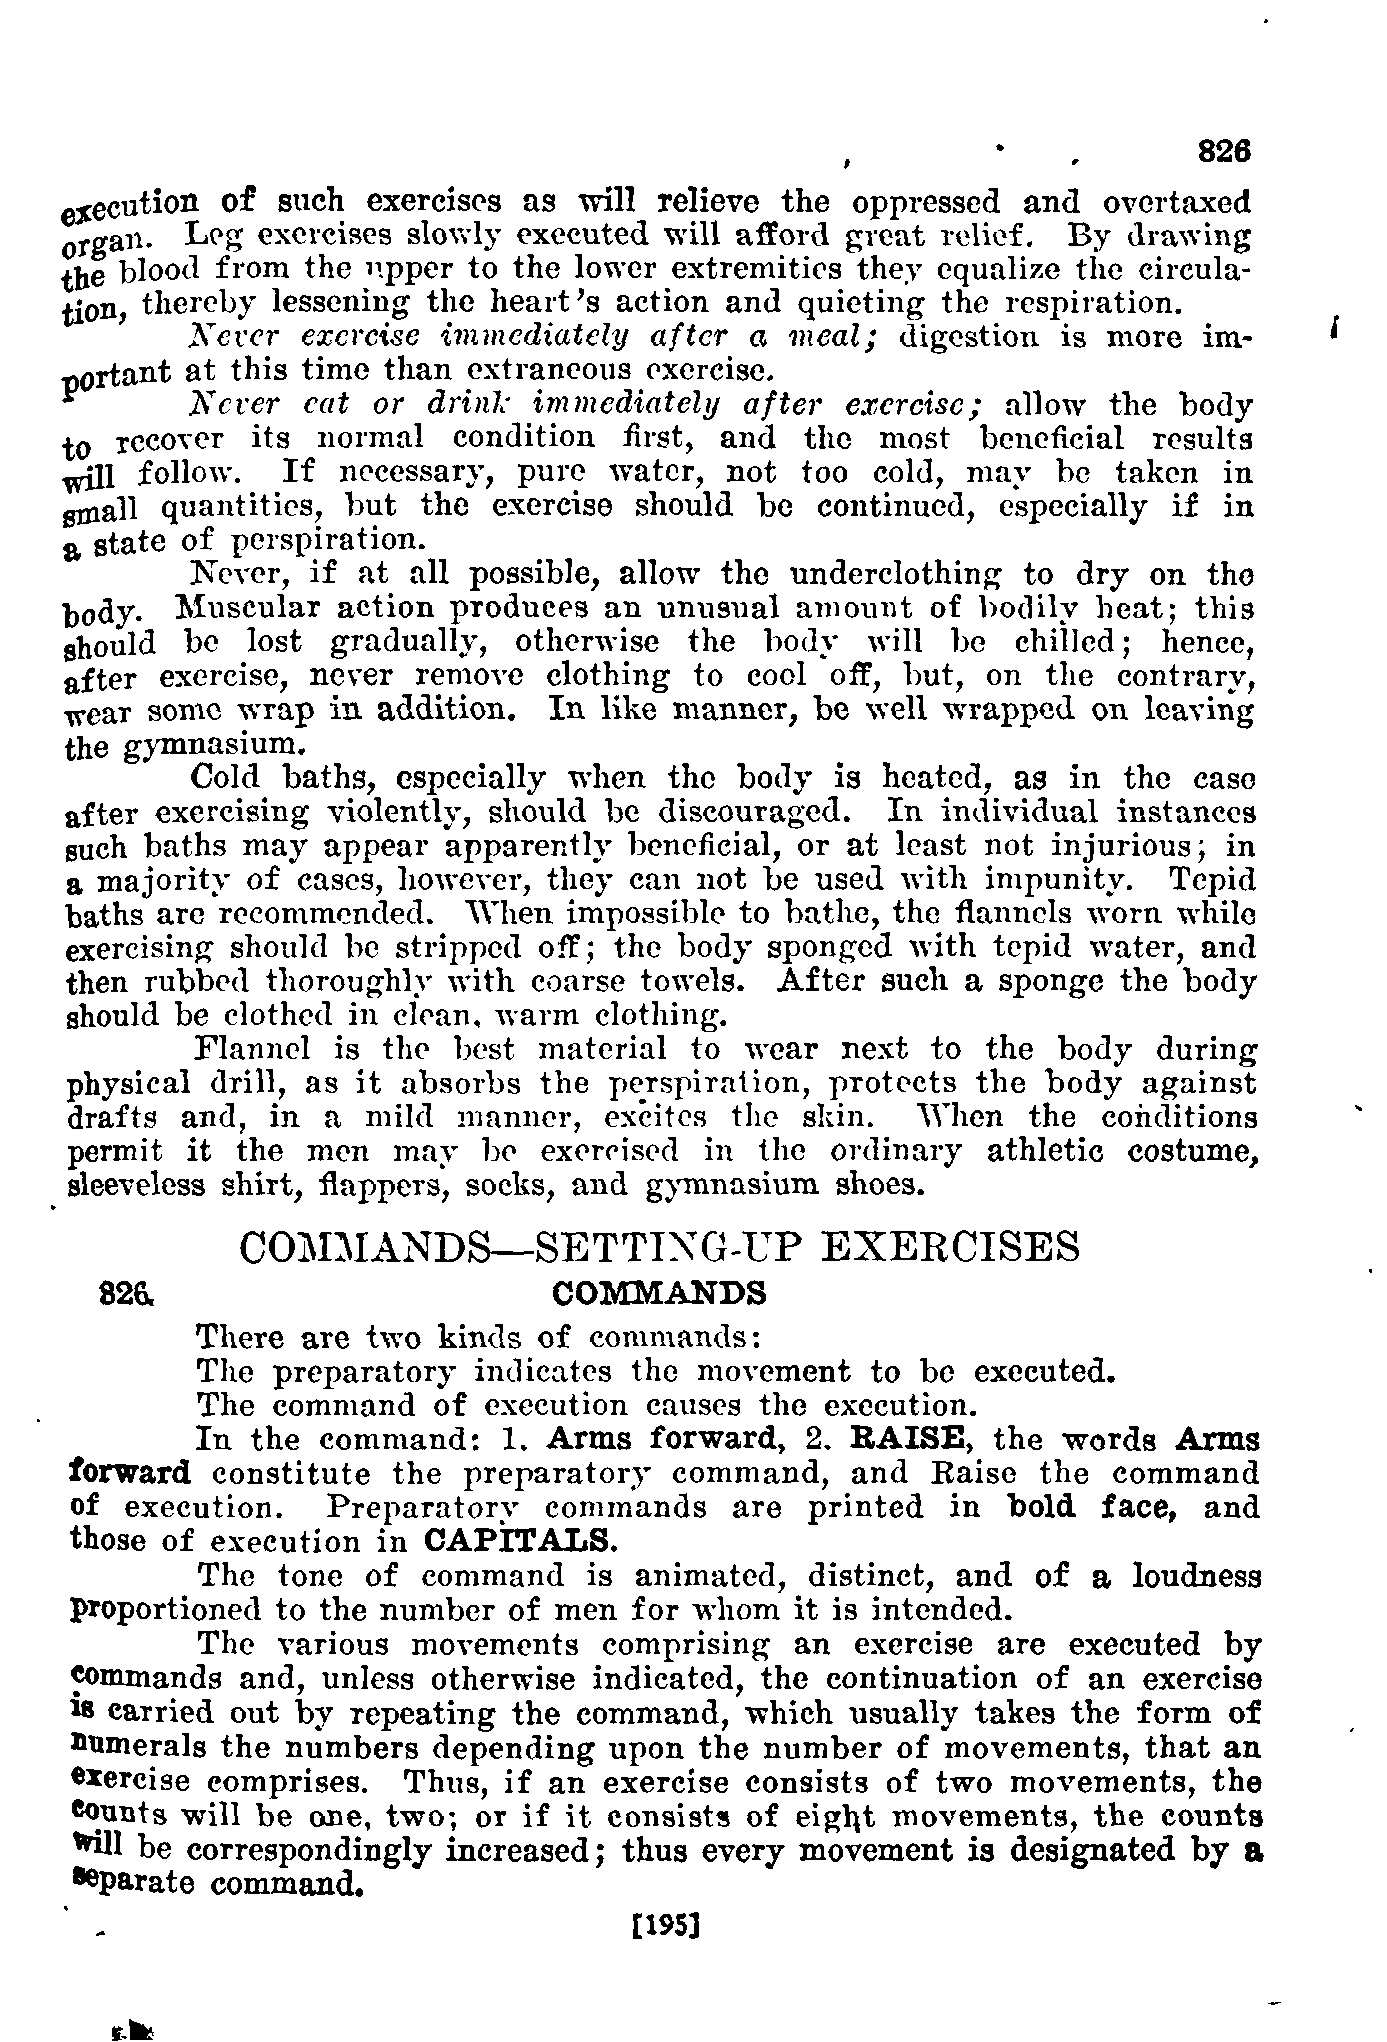 826
execution of such exercises as will relieve the oppressed and overtaxed
organ. Leg exercises slowly executed will afford great relief. By drawing
the blood from the upper to the lower extremities they equalize the circula-
tion, thereby lessening the heart's action and quieting the respiration.
Never exercise immediately after a meal; digestion is more im-
portant at this time than extraneous exercise.
Never eat or drink immediately after exercise; allow the body
to recover its normal condition first, and the most beneficial results
will follow. If necessary, pure water, not too cold, may be taken in
small quantities, but the exercise should be continued, especially if in
a state of perspiration.
Never, if at all possible, allow the underclothing to dry on the
body. Muscular action produces an unusual amount of bodily heat; this
should be lost gradually, otherwise the body will be chilled; hence,
after exercise, never remove clothing to cool off, but, on the contrary,
wear some wrap in addition. In like manner, be well wrapped on leaving
the gymnasium.
Cold baths, especially when the body is heated, as in the case
after exercising violently, should be discouraged. In individual instances
such baths may appear apparently beneficial, or at least not injurious; in
a majority of cases, however, they can not be used with impunity. Tepid
baths are recommended. When impossible to bathe, the flannels worn while
exercising should be stripped off; the body sponged with tepid water, and
then rubbed thoroughly with coarse towels. After such a sponge the body
should be clothed in clean, warm clothing.
Flannel is the best material to wear next to the body during
physical drill, as it absorbs the perspiration, protects the body against
drafts and, in a mild manner, excites the skin. When the conditions
permit it the men may be exercised in the ordinary athletic costume,
sleeveless shirt, flappers, socks, and gymnasium shoes.
COMMANDS—SETTING-UP EXERCISES
826. COMMANDS
There are two kinds of commands:
The preparatory indicates the movement to be executed.
The command of execution causes the execution.
In the command: 1. Arms forward, 2. RAISE, the words Arms
forward constitute the preparatory command, and Raise the command
of execution. Preparatory commands are printed in bold face, and
those of execution in CAPITALS.
The tone of command is animated, distinct, and of a loudness
proportioned to the number of men for whom it is intended.
The various movements comprising an exercise are executed by
commands and, unless otherwise indicated, the continuation of an exercise
is carried out by repeating the command, which usually takes the form of
numerals the numbers depending upon the number of movements, that an
exercise comprises. Thus, if an exercise consists of two movements, the
counts will be one, two; or if it consists of eight movements, the counts
will be correspondingly increased; thus every movement is designated by a
separate command.
[195]